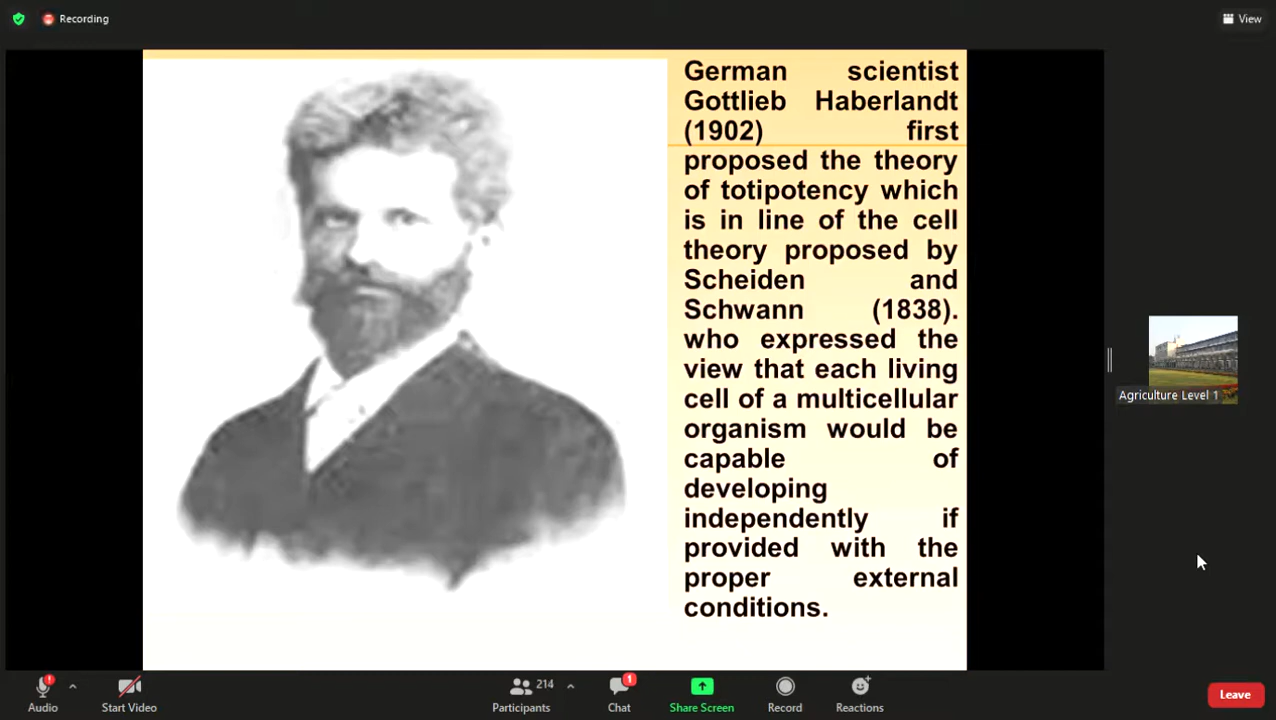 Recording
View
German scientist
Gottlieb Haberlandt
(1902) first
proposed the theory
of totipotency which
is in line of the cell
theory proposed by
Scheiden and
Schwann (1838).
who expressed the
view that each living
cell of a multicellular
organism would be
capable of
developing
independently if
provided with the
proper external
conditions.
Agriculture Level 1
Audio
Start Video
Participants
214
Chat
1
Share Screen
Record
Reactions
Leave